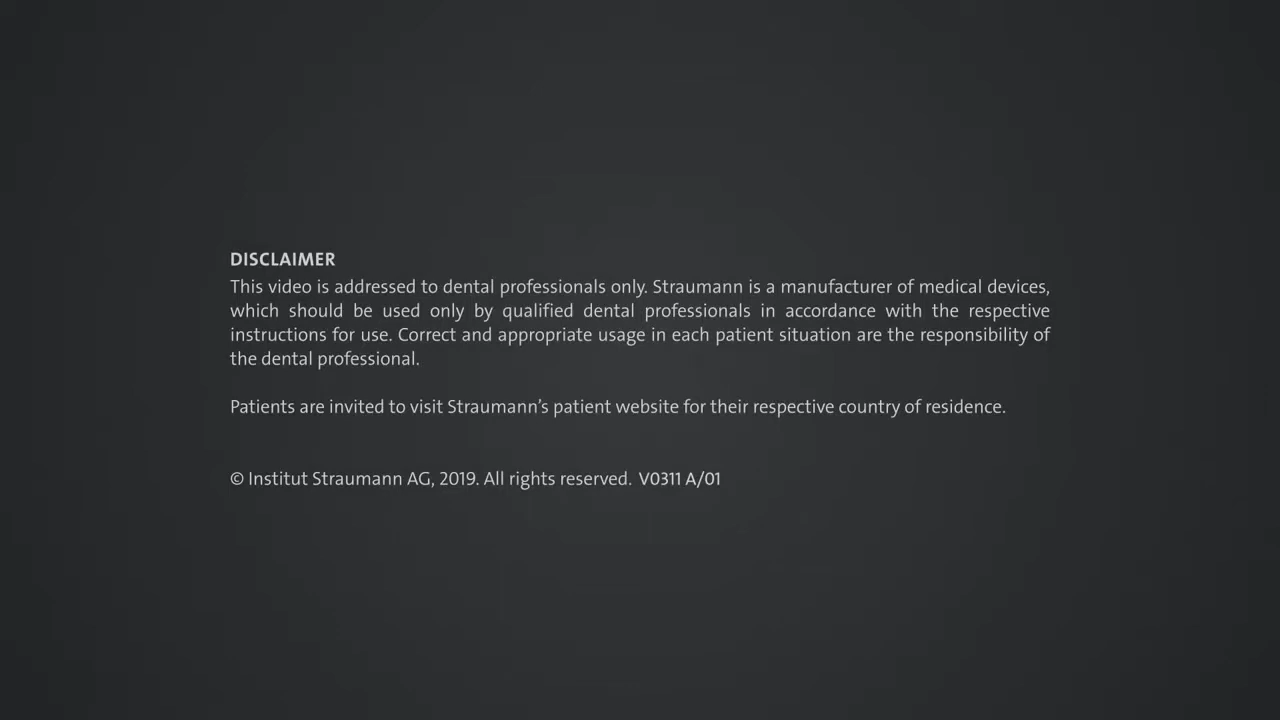 DISCLAIMER
This video is addressed to dental professionals only. Straumann is a manufacturer of medical devices,
which should be used only by qualified dental professionals in accordance with the respective
instructions for use. Correct and appropriate usage in each patient situation are the responsibility of
the dental professional.
Patients are invited to visit Straumann’s patient website for their respective country of residence.
© Institut Straumann AG, 2019. All rights reserved. V0311 A/01